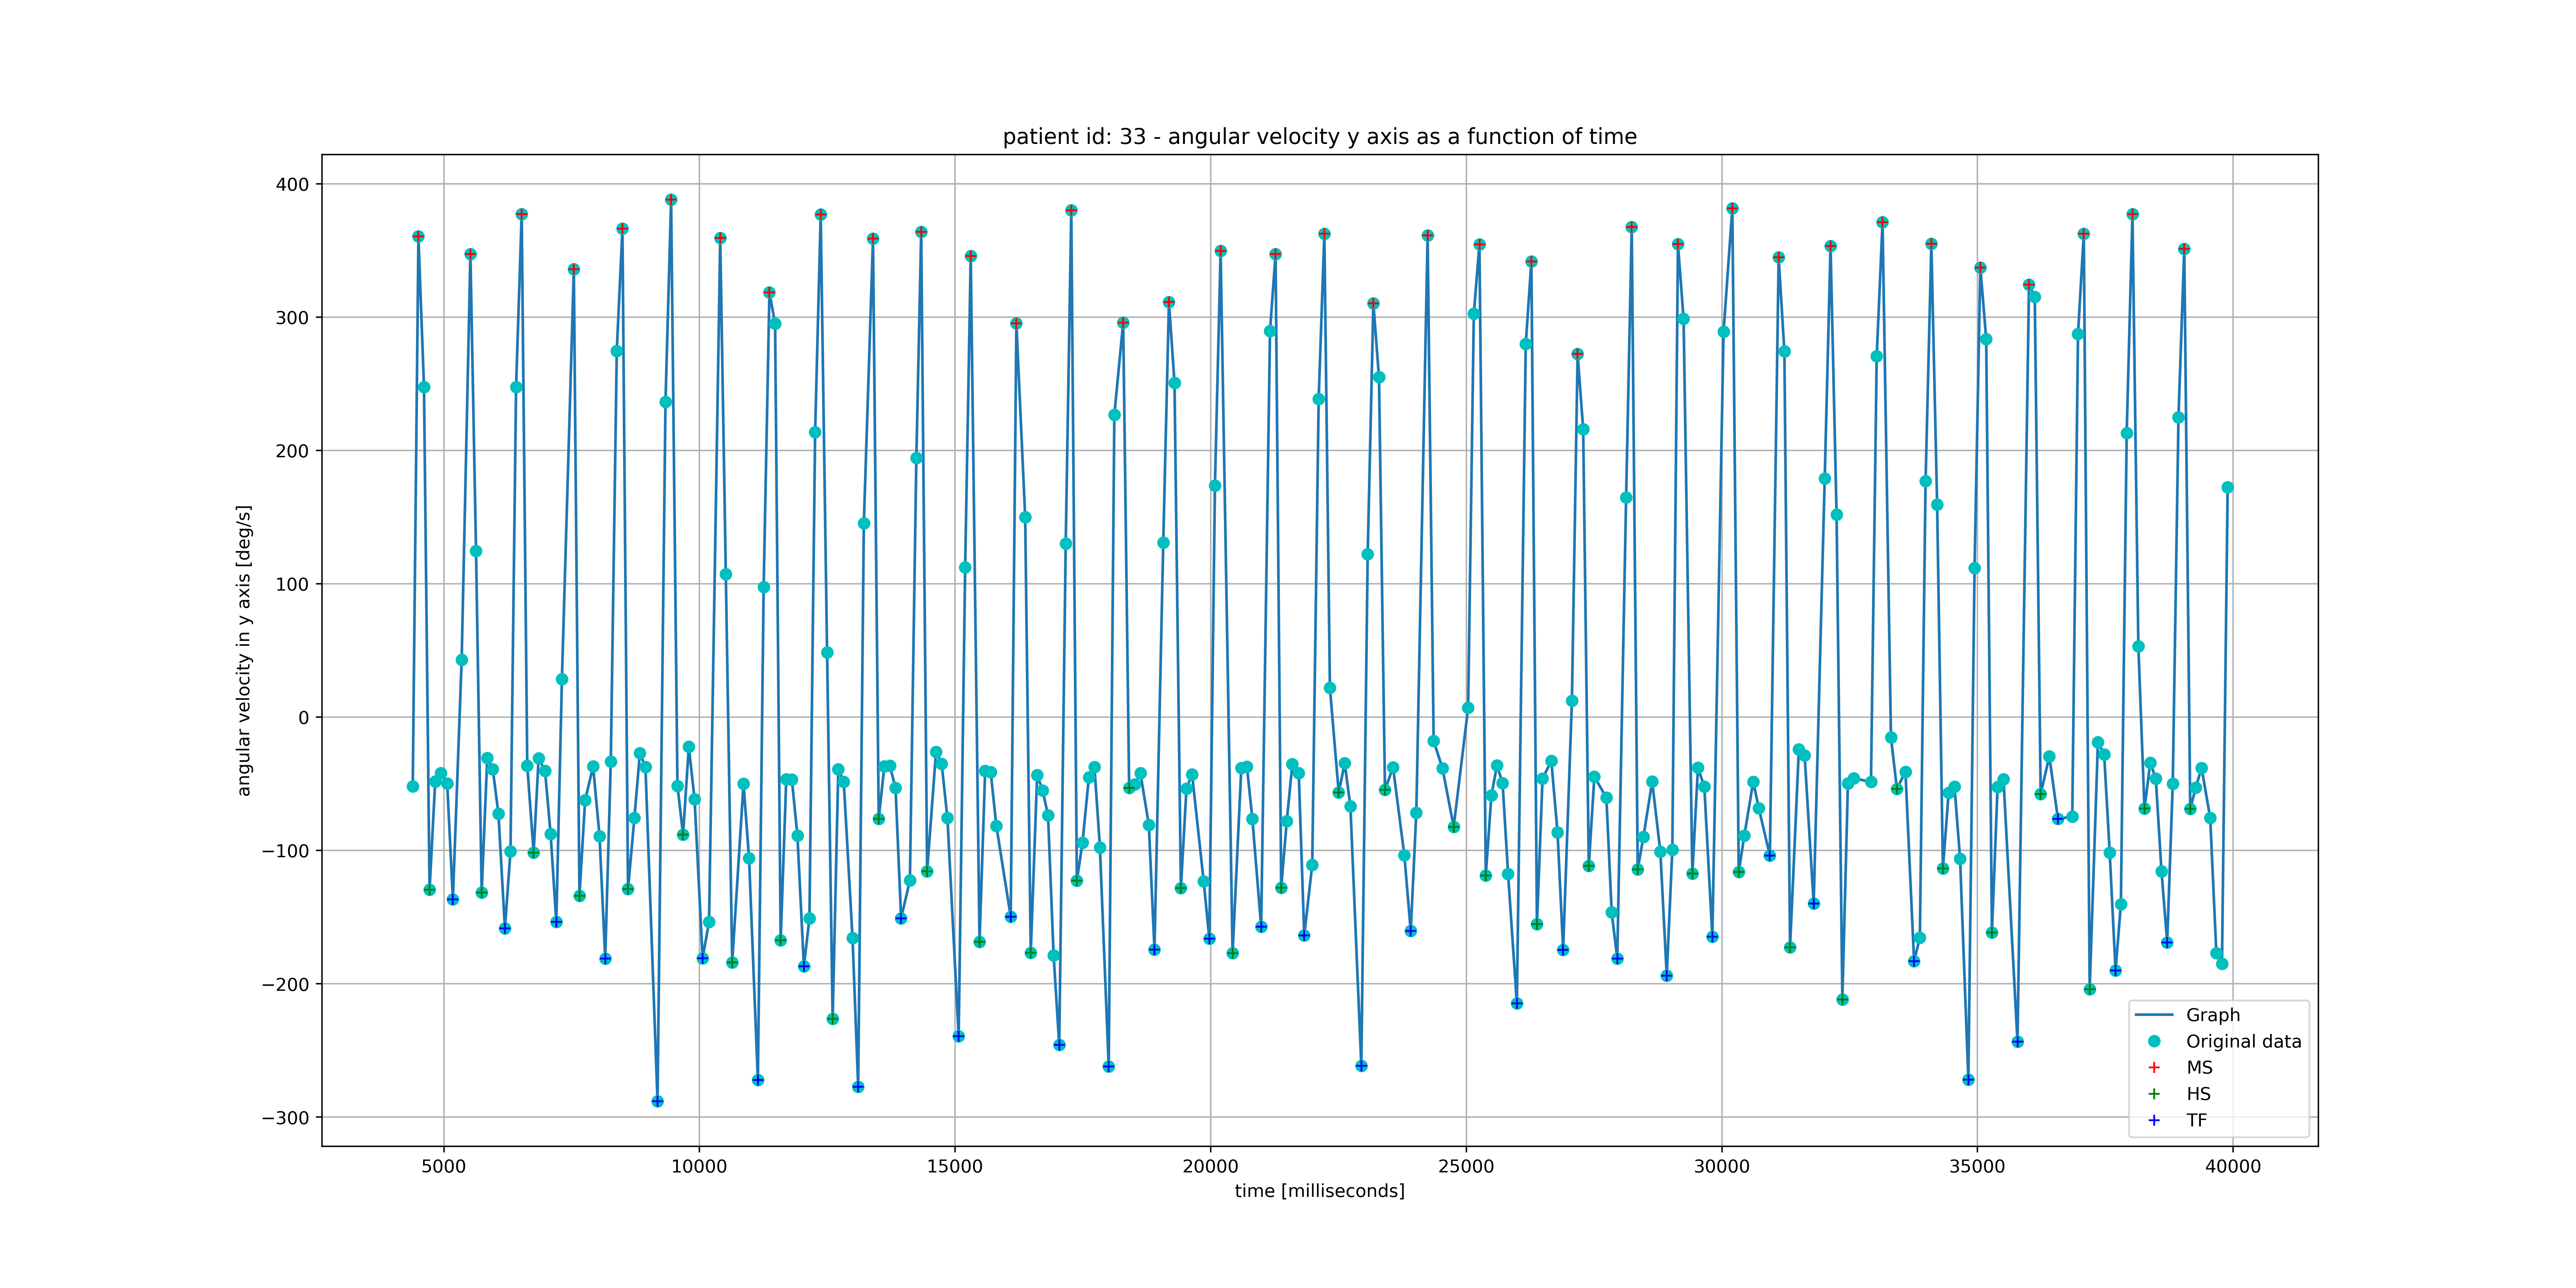 patient id: 33 - angular velocity y axis as a function of time
angular velocity in y axis [deg/s]
400
300
200
100
0
−100
−200
−300
5000 10000 15000 20000 25000 30000 35000 40000
time [milliseconds]
Graph
Original data
MS
HS
TF